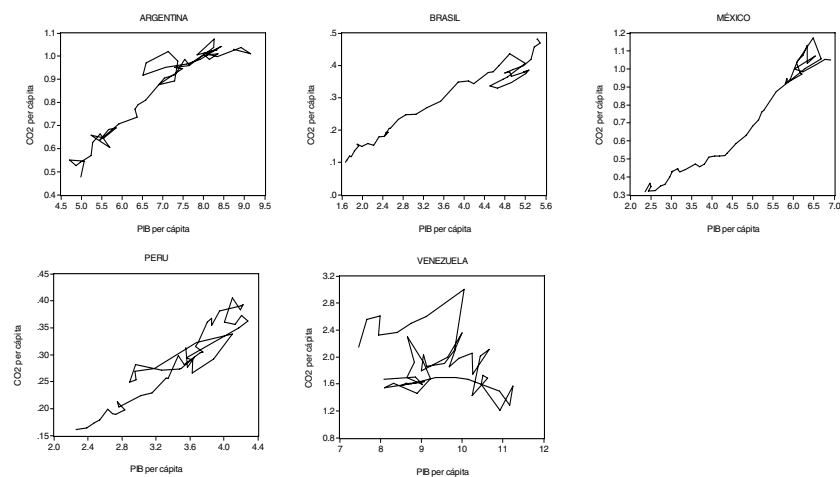 ARGENTINA
1.1
1.0
0.9
0.8
0.7
0.6
0.5
0.4
4.5 5.0 5.5 6.0 6.5 7.0 7.5 8.0 8.5 9.0 9.5
CO2 per cápita
PIB per cápita
BRASIL
.5
.4
.3
.2
.1
.0
1.6 2.0 2.4 2.8 3.2 3.6 4.0 4.4 4.8 5.2 5.6
CO2 per cápita
PIB per cápita
MÉXICO
1.2
1.1
1.0
0.9
0.8
0.7
0.6
0.5
0.4
0.3
2.0 2.5 3.0 3.5 4.0 4.5 5.0 5.5 6.0 6.5 7.0
CO2 per cápita
PIB per cápita
PERU
.45
.40
.35
.30
.25
.20
.15
2.0 2.4 2.8 3.2 3.6 4.0 4.4
CO2 per cápita
PIB per cápita
VENEZUELA
3.2
2.8
2.4
2.0
1.6
1.2
0.8
7 8 9 10 11 12
CO2 per cápita
PIB per cápita